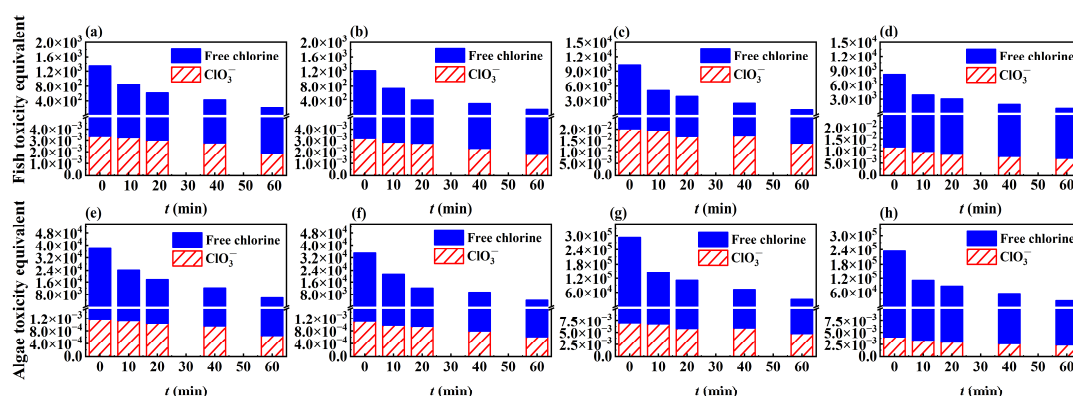 Fish toxicity equivalent
(a)
2.0×10³
1.6×10³
1.2×10³
8.0×10²
4.0×10²
4.0×10⁻³
3.0×10⁻³
2.0×10⁻³
1.0×10⁻³
0.0
Free chlorine
ClO₃⁻
0 10 20 30 40 50 60
t (min)
(b)
2.0×10³
1.6×10³
1.2×10³
8.0×10²
4.0×10²
4.0×10⁻³
3.0×10⁻³
2.0×10⁻³
1.0×10⁻³
0.0
Free chlorine
ClO₃⁻
0 10 20 30 40 50 60
t (min)
(c)
1.5×10⁴
1.2×10⁴
9.0×10³
6.0×10³
3.0×10³
2.0×10⁻²
1.5×10⁻²
1.0×10⁻²
5.0×10⁻³
0.0
Free chlorine
ClO₃⁻
0 10 20 30 40 50 60
t (min)
(d)
1.5×10⁴
1.2×10⁴
9.0×10³
6.0×10³
3.0×10³
2.0×10⁻²
1.5×10⁻²
1.0×10⁻²
5.0×10⁻³
0.0
Free chlorine
ClO₃⁻
0 10 20 30 40 50 60
t (min)
Algae toxicity equivalent
(e)
4.8×10⁴
4.0×10⁴
3.2×10⁴
2.4×10⁴
1.6×10⁴
8.0×10³
1.2×10⁻³
8.0×10⁻⁴
4.0×10⁻⁴
0.0
Free chlorine
ClO₃⁻
0 10 20 30 40 50 60
t (min)
(f)
4.8×10⁴
4.0×10⁴
3.2×10⁴
2.4×10⁴
1.6×10⁴
8.0×10³
1.2×10⁻³
8.0×10⁻⁴
4.0×10⁻⁴
0.0
Free chlorine
ClO₃⁻
0 10 20 30 40 50 60
t (min)
(g)
3.0×10⁵
2.4×10⁵
1.8×10⁵
1.2×10⁵
6.0×10⁴
7.5×10⁻³
5.0×10⁻³
2.5×10⁻³
0.0
Free chlorine
ClO₃⁻
0 10 20 30 40 50 60
t (min)
(h)
3.0×10⁵
2.4×10⁵
1.8×10⁵
1.2×10⁵
6.0×10⁴
7.5×10⁻³
5.0×10⁻³
2.5×10⁻³
0.0
Free chlorine
ClO₃⁻
0 10 20 30 40 50 60
t (min)